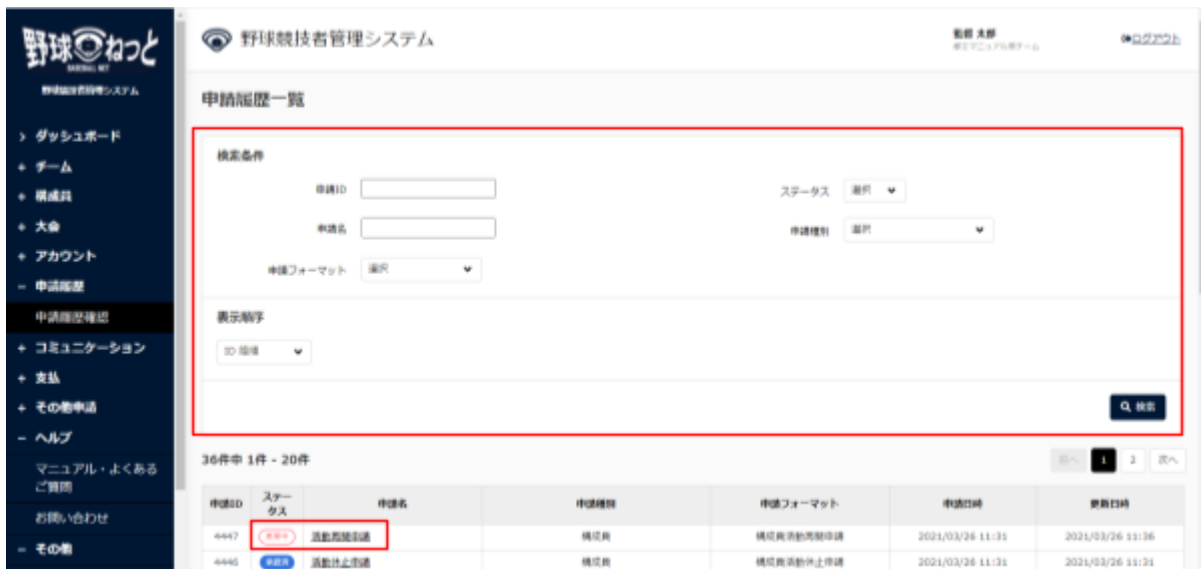 野球ねっと
BASEBALL NET
野球競技者管理システム
> ダッシュボード
+ チーム
+ 構成員
+ 大会
+ アカウント
− 申請履歴
申請履歴確認
+ コミュニケーション
+ 支払
+ その他申請
− ヘルプ
マニュアル・よくある
ご質問
お問い合わせ
− その他
野球競技者管理システム
監督 太郎
ログアウト
申請履歴一覧
検索条件
申請ID
ステータス 選択
申請名
申請種別 選択
申請フォーマット 選択
表示順序
ID 降順
検索
36件中 1件 - 20件
前へ 1 2 次へ
申請ID ステー
タス 申請名 申請種別 申請フォーマット 申請日時 更新日時
4447 活動再開申請 構成員 構成員活動再開申請 2021/03/26 11:31 2021/03/26 11:36
4446 活動休止申請 構成員 構成員活動休止申請 2021/03/26 11:31 2021/03/26 11:31